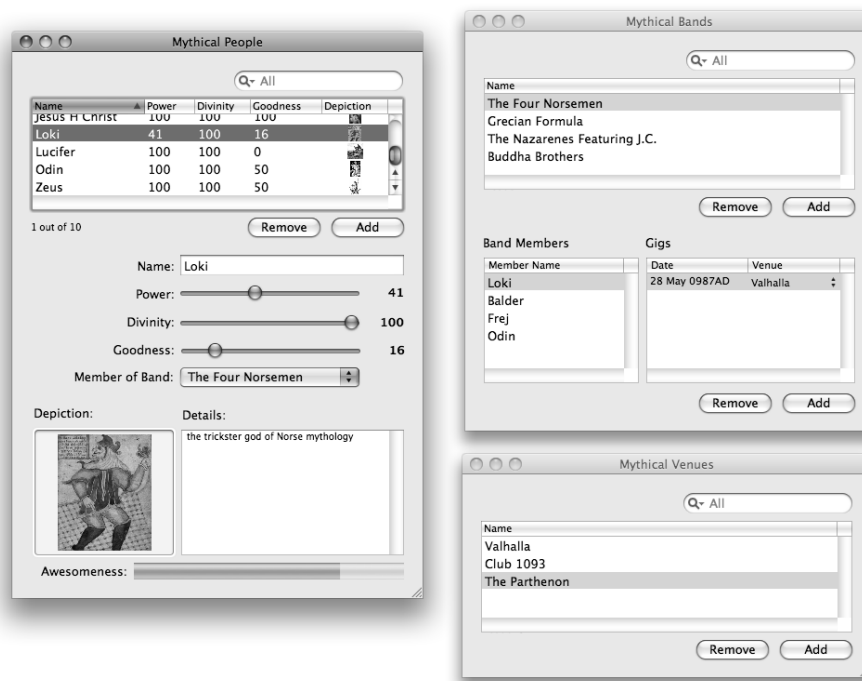 Mythical People
All
Name Power Divinity Goodness Depiction
Jesus H Christ 100 100 100
Loki 41 100 16
Lucifer 100 100 0
Odin 100 100 50
Zeus 100 100 50
1 out of 10
Remove Add
Name: Loki
Power: 41
Divinity: 100
Goodness: 16
Member of Band: The Four Norsemen
Depiction: Details:
the trickster god of Norse mythology
Awesomeness:
Mythical Bands
All
Name
The Four Norsemen
Grecian Formula
The Nazarenes Featuring J.C.
Buddha Brothers
Remove Add
Band Members Gigs
Member Name Date Venue
Loki 28 May 0987AD Valhalla
Balder
Frej
Odin
Remove Add
Mythical Venues
All
Name
Valhalla
Club 1093
The Parthenon
Remove Add